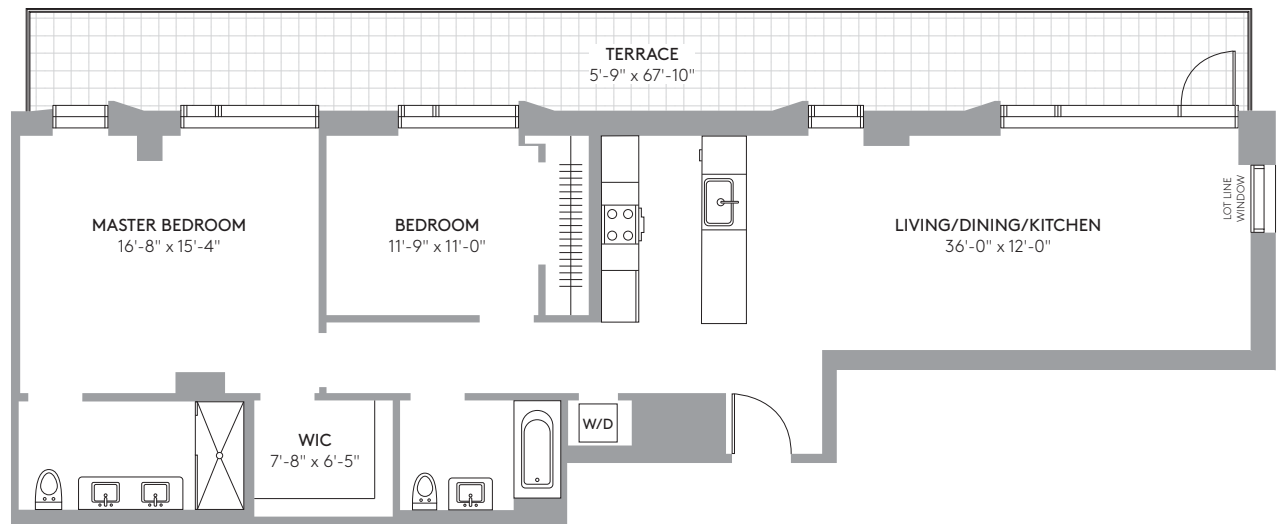 TERRACE
5'-9" x 67'-10"
MASTER BEDROOM
16'-8" x 15'-4"
BEDROOM
11'-9" x 11'-0"
LIVING/DINING/KITCHEN
36'-0" x 12'-0"
LOT LINE
WINDOW
WIC
7'-8" x 6'-5"
W/D